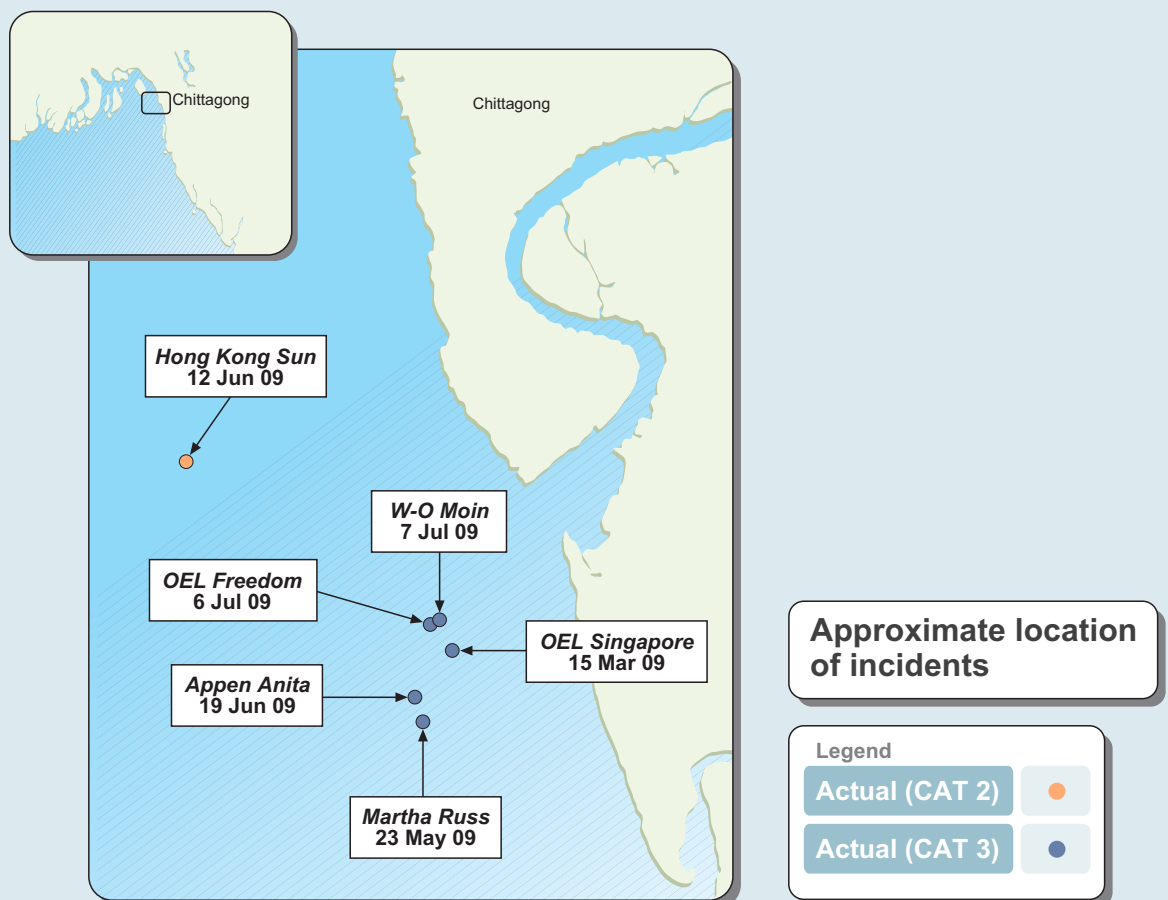 Chittagong
Chittagong
Hong Kong Sun
12 Jun 09
W-O Moin
7 Jul 09
OEL Freedom
6 Jul 09
OEL Singapore
15 Mar 09
Appen Anita
19 Jun 09
Martha Russ
23 May 09
Approximate location
of incidents
Legend
Actual (CAT 2)
Actual (CAT 3)